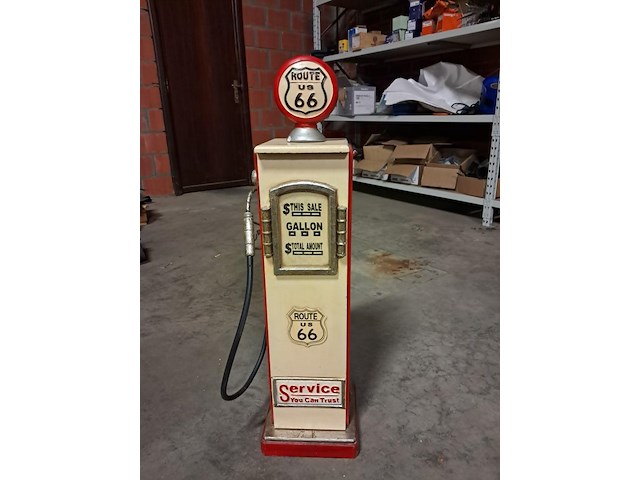 ROUTE
US
66
$THIS SALE
GALLON
$TOTAL AMOUNT
ROUTE
US
66
Service
You Can Trust